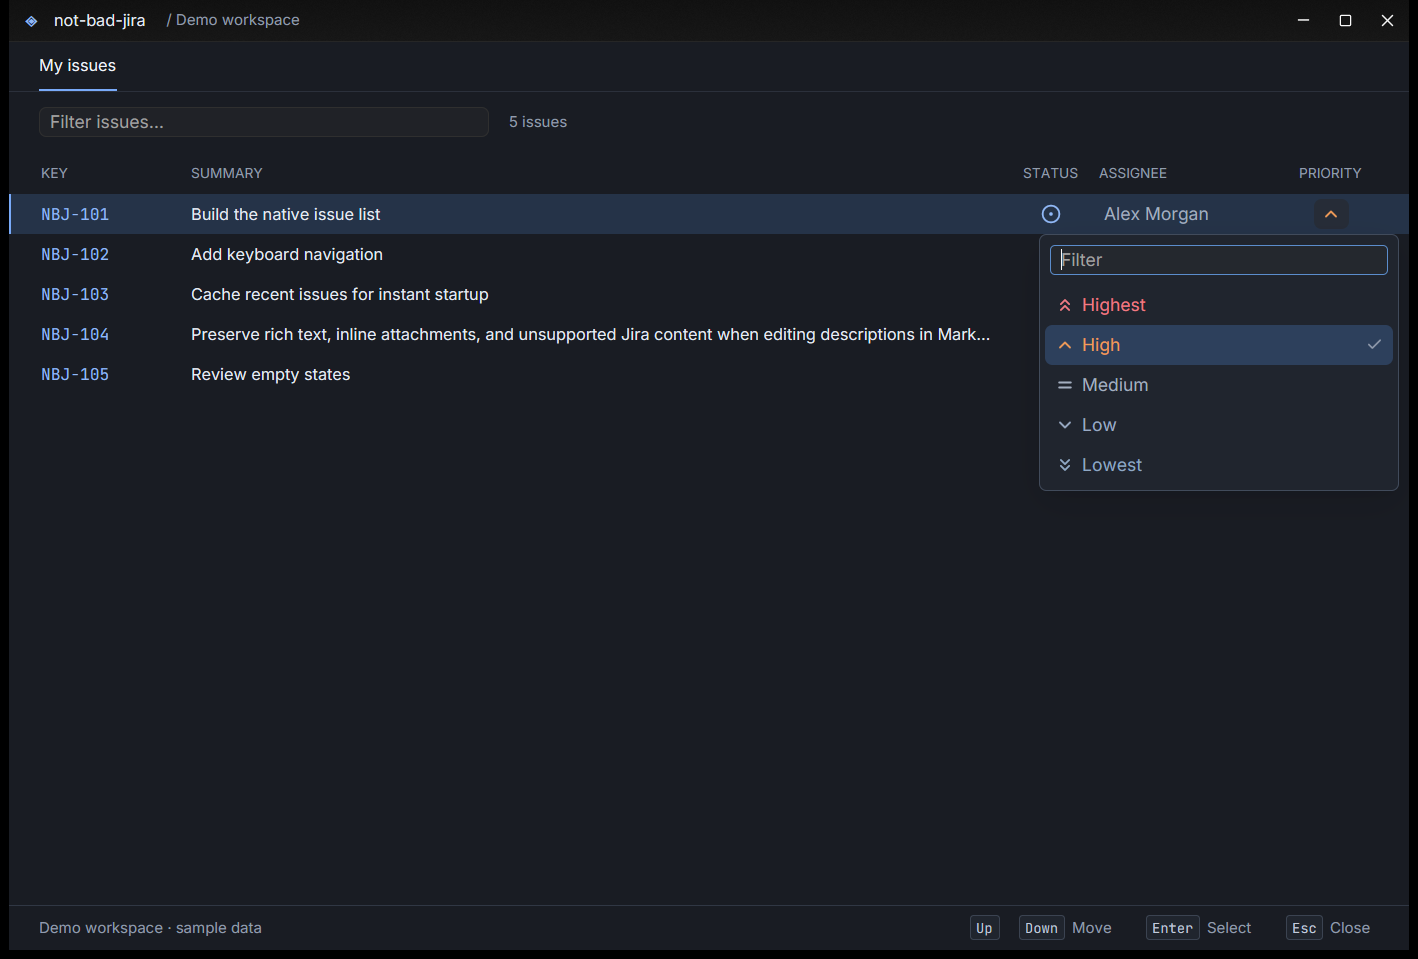 not-bad-jira / Demo workspace
My issues
Filter issues...
5 issues
KEY SUMMARY STATUS ASSIGNEE PRIORITY
NBJ-101 Build the native issue list Alex Morgan
NBJ-102 Add keyboard navigation
NBJ-103 Cache recent issues for instant startup
NBJ-104 Preserve rich text, inline attachments, and unsupported Jira content when editing descriptions in Mark...
NBJ-105 Review empty states
Filter
Highest
High
Medium
Low
Lowest
Demo workspace · sample data
Up Down Move Enter Select Esc Close